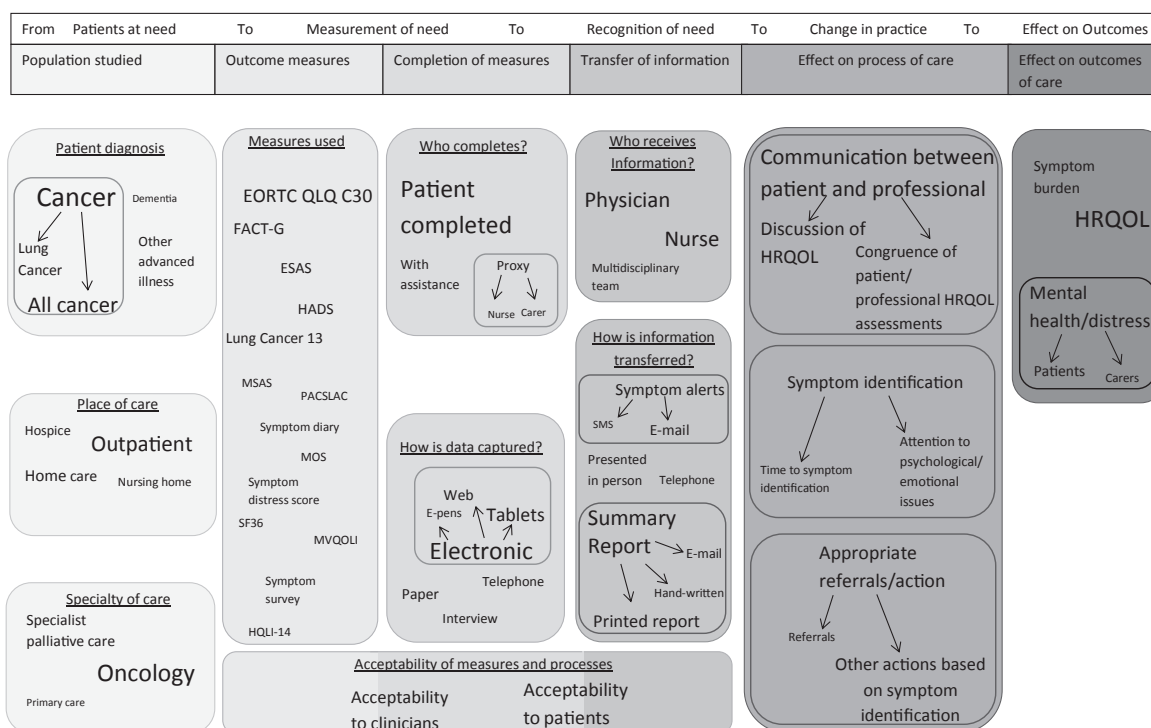 From Patients at need To Measurement of need To Recognition of need To Change in practice To Effect on Outcomes
Population studied
Outcome measures
Completion of measures
Transfer of information
Effect on process of care
Effect on outcomes
of care
Patient diagnosis
Cancer
Dementia
Lung
Cancer
Other
advanced
illness
All cancer
Place of care
Hospice
Outpatient
Home care
Nursing home
Specialty of care
Specialist
palliative care
Oncology
Primary care
Measures used
EORTC QLQ C30
FACT-G
ESAS
HADS
Lung Cancer 13
MSAS
PACSLAC
Symptom diary
MOS
Symptom
distress score
SF36
MVQOLI
Symptom
survey
HQLI-14
Who completes?
Patient
completed
With
assistance
Proxy
Nurse
Carer
How is data captured?
Web
E-pens
Tablets
Electronic
Telephone
Paper
Interview
Who receives
Information?
Physician
Nurse
Multidisciplinary
team
How is information
transferred?
Symptom alerts
SMS
E-mail
Presented
in person
Telephone
Summary
Report
E-mail
Hand-written
Printed report
Acceptability of measures and processes
Acceptability
to clinicians
Acceptability
to patients
Communication between
patient and professional
Discussion of
HRQOL
Congruence of
patient/
professional HRQOL
assessments
Symptom identification
Time to symptom
identification
Attention to
psychological/
emotional
issues
Appropriate
referrals/action
Referrals
Other actions based
on symptom
identification
Symptom
burden
HRQOL
Mental
health/distress
Patients
Carers